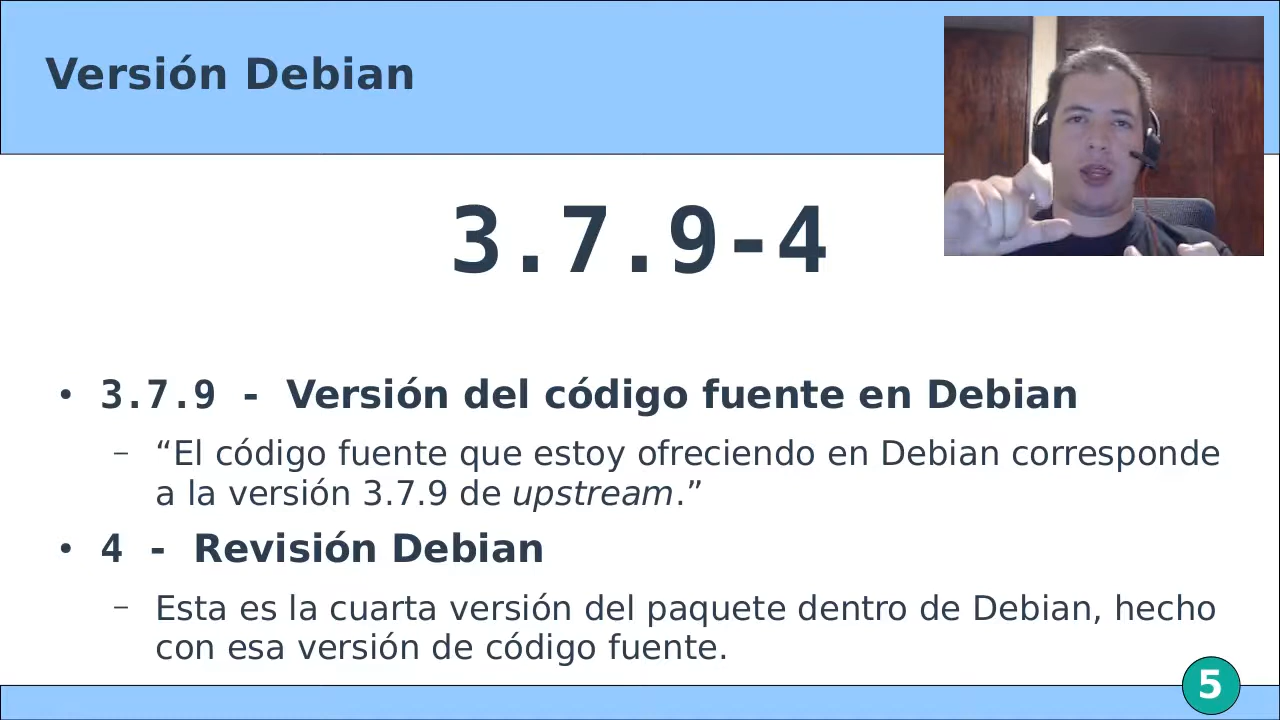 Versión Debian
3.7.9-4
• 3.7.9 - Versión del código fuente en Debian
– “El código fuente que estoy ofreciendo en Debian corresponde
a la versión 3.7.9 de upstream.”
• 4 - Revisión Debian
– Esta es la cuarta versión del paquete dentro de Debian, hecho
con esa versión de código fuente.
5